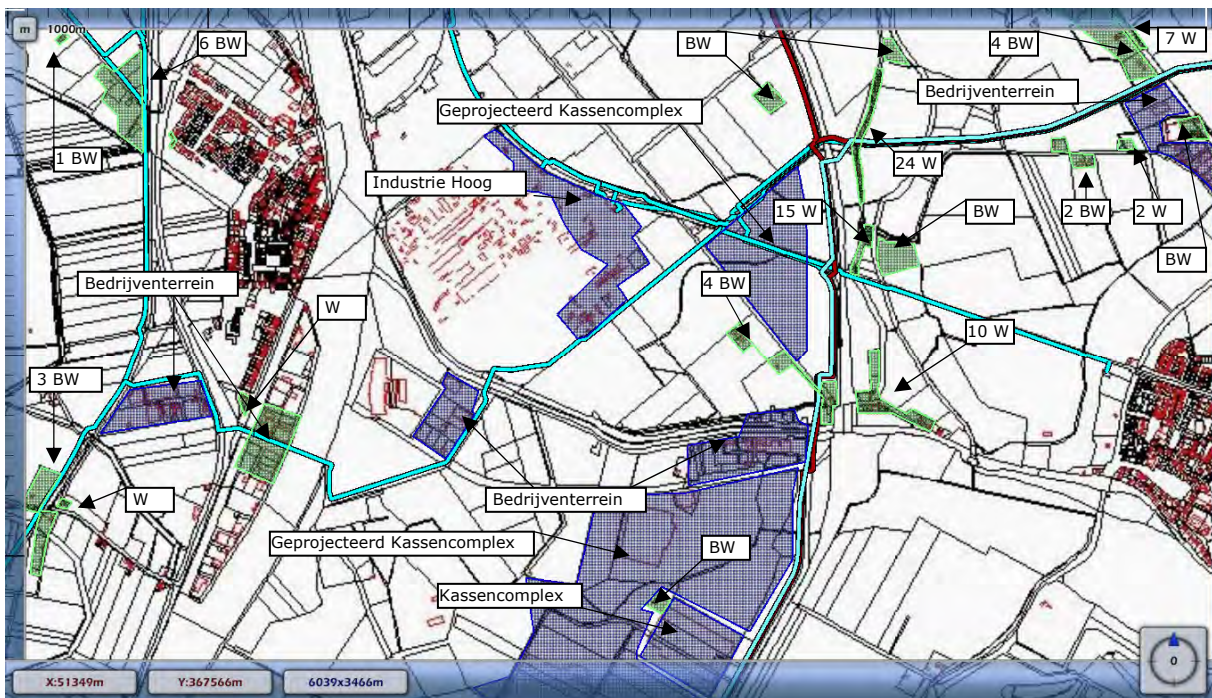 m
1000m
6 BW
BW
4 BW
7 W
Bedrijventerrein
Geprojecteerd Kassencomplex
1 BW
24 W
Industrie Hoog
15 W
BW
2 BW
2 W
BW
Bedrijventerrein
4 BW
W
10 W
3 BW
W
Bedrijventerrein
Geprojecteerd Kassencomplex
BW
Kassencomplex
0
X:51349m
Y:367566m
6039x3466m